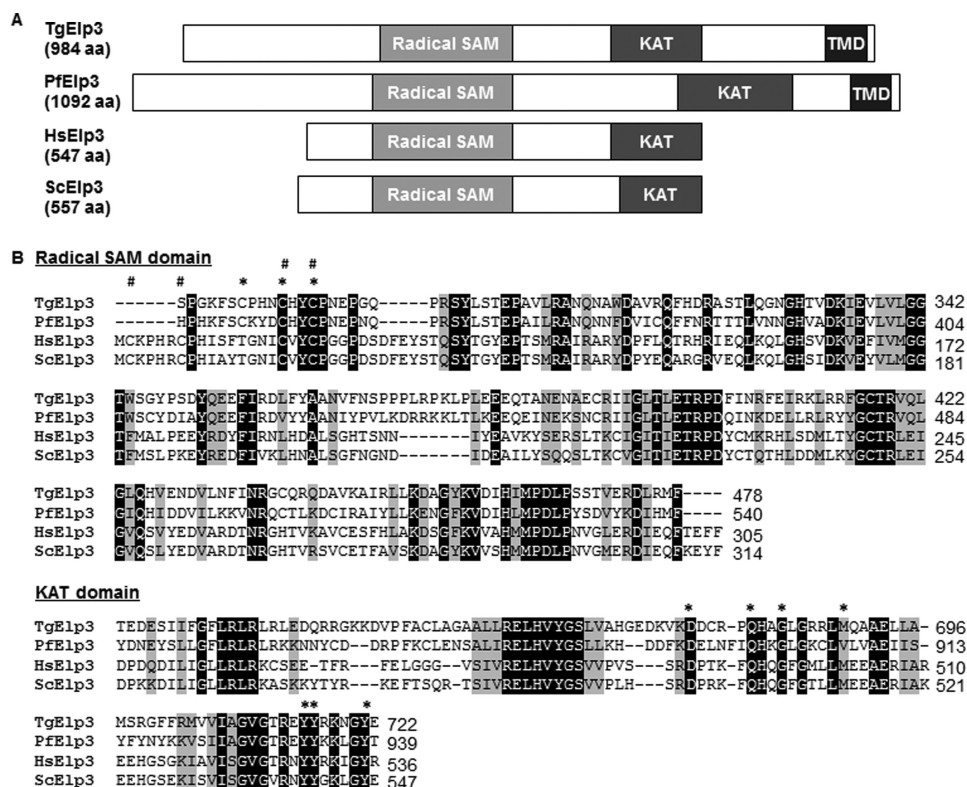 A
TgElp3
(984 aa)
Radical SAM
KAT
TMD
PfElp3
(1092 aa)
Radical SAM
KAT
TMD
HsElp3
(547 aa)
Radical SAM
KAT
ScElp3
(557 aa)
Radical SAM
KAT
B Radical SAM domain
# #
# # * * *
TgElp3 ------SPGKFSCPHNCHYCPNEPGQ-----PRSYLSTEPAVLRANQNAWDAVRQFHDRASTLQGNGHTVDKIEVLVLGG 342
PfElp3 ------HPHKFSCKYDCHYCPNEPNQ-----PRSYLSTEPAILRANQNNFDVICQFFNRTTTLVNNGHVADKIEVLVLGG 404
HsElp3 MCKPHRCPHISFTGNICVYCPGGPDSDFEYSTQSYTGYEPTSMRAIRARYDPFLQTRHRIEQLKQLGHSVDKVEFIVMGG 172
ScElp3 MCKPHRCPHIAYTGNICVYCPGGPDSDFEYSTQSYTGYEPTSMRAIRARYDPYEQARGRVEQLKQLGHSIDKVEYVLMGG 181
TgElp3 TWSGYPSDYQEEFIRDLFYAANVFNSPPPLRPKLPLEEEQTANENAECRIIGLTLETRPDFINRFEIRKLRRFGCTRVQL 422
PfElp3 TWSCYDIAYQEEFIRDVYYAANIYPVLKDRRKKLTLKEEQEINEKSNCRIIGLTLETRPDQINKDELLRLRYYGCTRVQL 484
HsElp3 TFMALPEEYRDYFIRNLHDALSGHTSNN-----IYEAVKYSERSLTKCIGITIETRPDYCMKRHLSDMLTYGCTRLEI 245
ScElp3 TFMSLPKEYREDFIVKLHNALSGFNGND-----IDEAILYSQQSLTKCVGITIETRPDYCTQTHLDDMLKYGCTRLEI 254
TgElp3 GLQHVENDVLNFINRGCQRQDAVKAIRLLKDAGYKVDIHIMPDLPSSTVERDLRMF---- 478
PfElp3 GIQHIDDVILKKVNRQCTLKDCIRAIYLLKENGFKVDIHLMPDLPYSDVYKDIHMF---- 540
HsElp3 GVQSVYEDVARDTNRGHTVKAVCESFHLAKDSGFKVVAHMMPDLPNVGLERDIEQFTEFF 305
ScElp3 GVQSLYEDVARDTNRGHTVRSVCETFAVSKDAGYKVVSHMMPDLPNVGMERDIEQFKEYF 314
KAT domain
* * * *
TgElp3 TEDESIIFGFLRLRLRLEDQRRGKKDVPFACLAGAALLRELHVYGSLVAHGEDKVKDDCR-PQHAGLGRRLMQAAELLA- 696
PfElp3 YDNEYSLLGFLRLRLRKKNNYCD--DRPFKCLENSALIRELHVYGSLLKH--DDFKDELNFIQHKGLGKCLVLVAEIIS- 913
HsElp3 DPDQDILIGLLRLRKCSEE-TFR--FELGGG-VSIVRELHVYGSVVPVS---SRDPTK-FQHQGFGMLLMEEAERIAR 510
ScElp3 DPKKDILIGLLRLRKASKKYTYR--KEFTSQR-TSIVRELHVYGSVVPLH---SRDPRK-FQHQGFGTLLMEEAERIAK 521
** *
TgElp3 MSRGFFRMVVIAGVGTREYYRKNGYE 722
PfElp3 YFYNYKKVSIIAGVGTREYYKKLGYT 939
HsElp3 EEHGSGKIAVISGVGTRNYYRKIGYR 536
ScElp3 EEHGSEKISVISGVGVRNYYGKLGYE 547